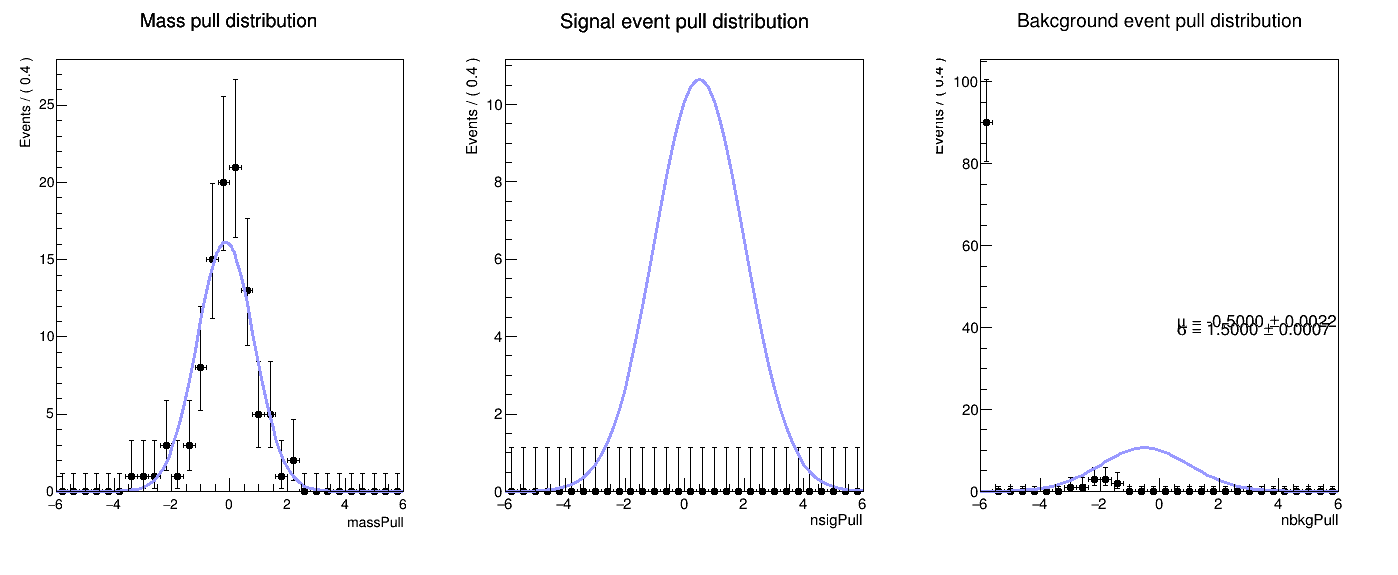 Mass pull distribution
Events / ( 0.4 )
25
20
15
10
5
0
−6 −4 −2 0 2 4 6
massPull
Signal event pull distribution
Events / ( 0.4 )
10
8
6
4
2
0
−6 −4 −2 0 2 4 6
nsigPull
Bakcground event pull distribution
Events / ( 0.4 )
100
80
60
40
20
0
μ = -0.5000 ± 0.0022
σ = 1.5000 ± 0.0007
−6 −4 −2 0 2 4 6
nbkgPull